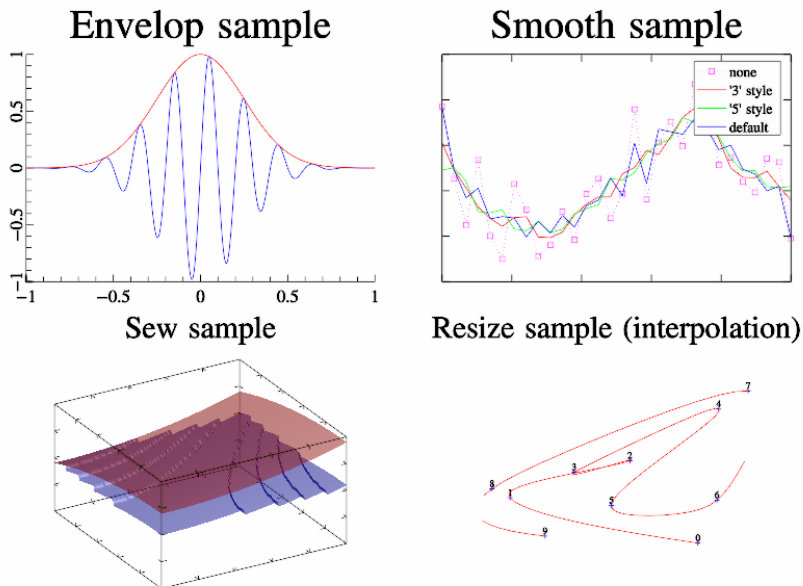 Envelop sample
1
0.5
0
−0.5
−1
−1
−0.5
0
0.5
1
Smooth sample
none
'3' style
'5' style
default
Sew sample
Resize sample (interpolation)
7
4
2
3
8
1
5
6
9
0